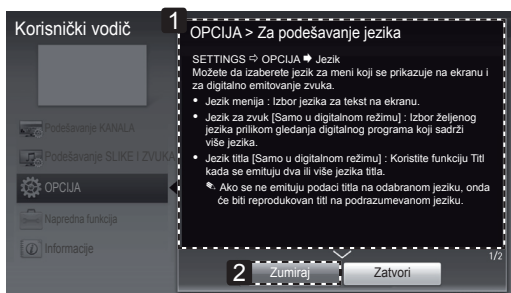 Korisnički vodič
Podešavanje KANALA
Podešavanje SLIKE I ZVUKA
OPCIJA
Napredna funkcija
Informacije
1
OPCIJA > Za podešavanje jezika
SETTINGS ⇨ OPCIJA ➡ Jezik
Možete da izaberete jezik za meni koji se prikazuje na ekranu i
za digitalno emitovanje zvuka.
• Jezik menija : Izbor jezika za tekst na ekranu.
• Jezik za zvuk [Samo u digitalnom režimu] : Izbor željenog
jezika prilikom gledanja digitalnog programa koji sadrži
više jezika.
• Jezik titla [Samo u digitalnom režimu] : Koristite funkciju Titl
kada se emituju dva ili više jezika titla.
✎ Ako se ne emituju podaci titla na odabranom jeziku, onda
će biti reprodukovan titl na podrazumevanom jeziku.
1/2
2
Zumiraj
Zatvori